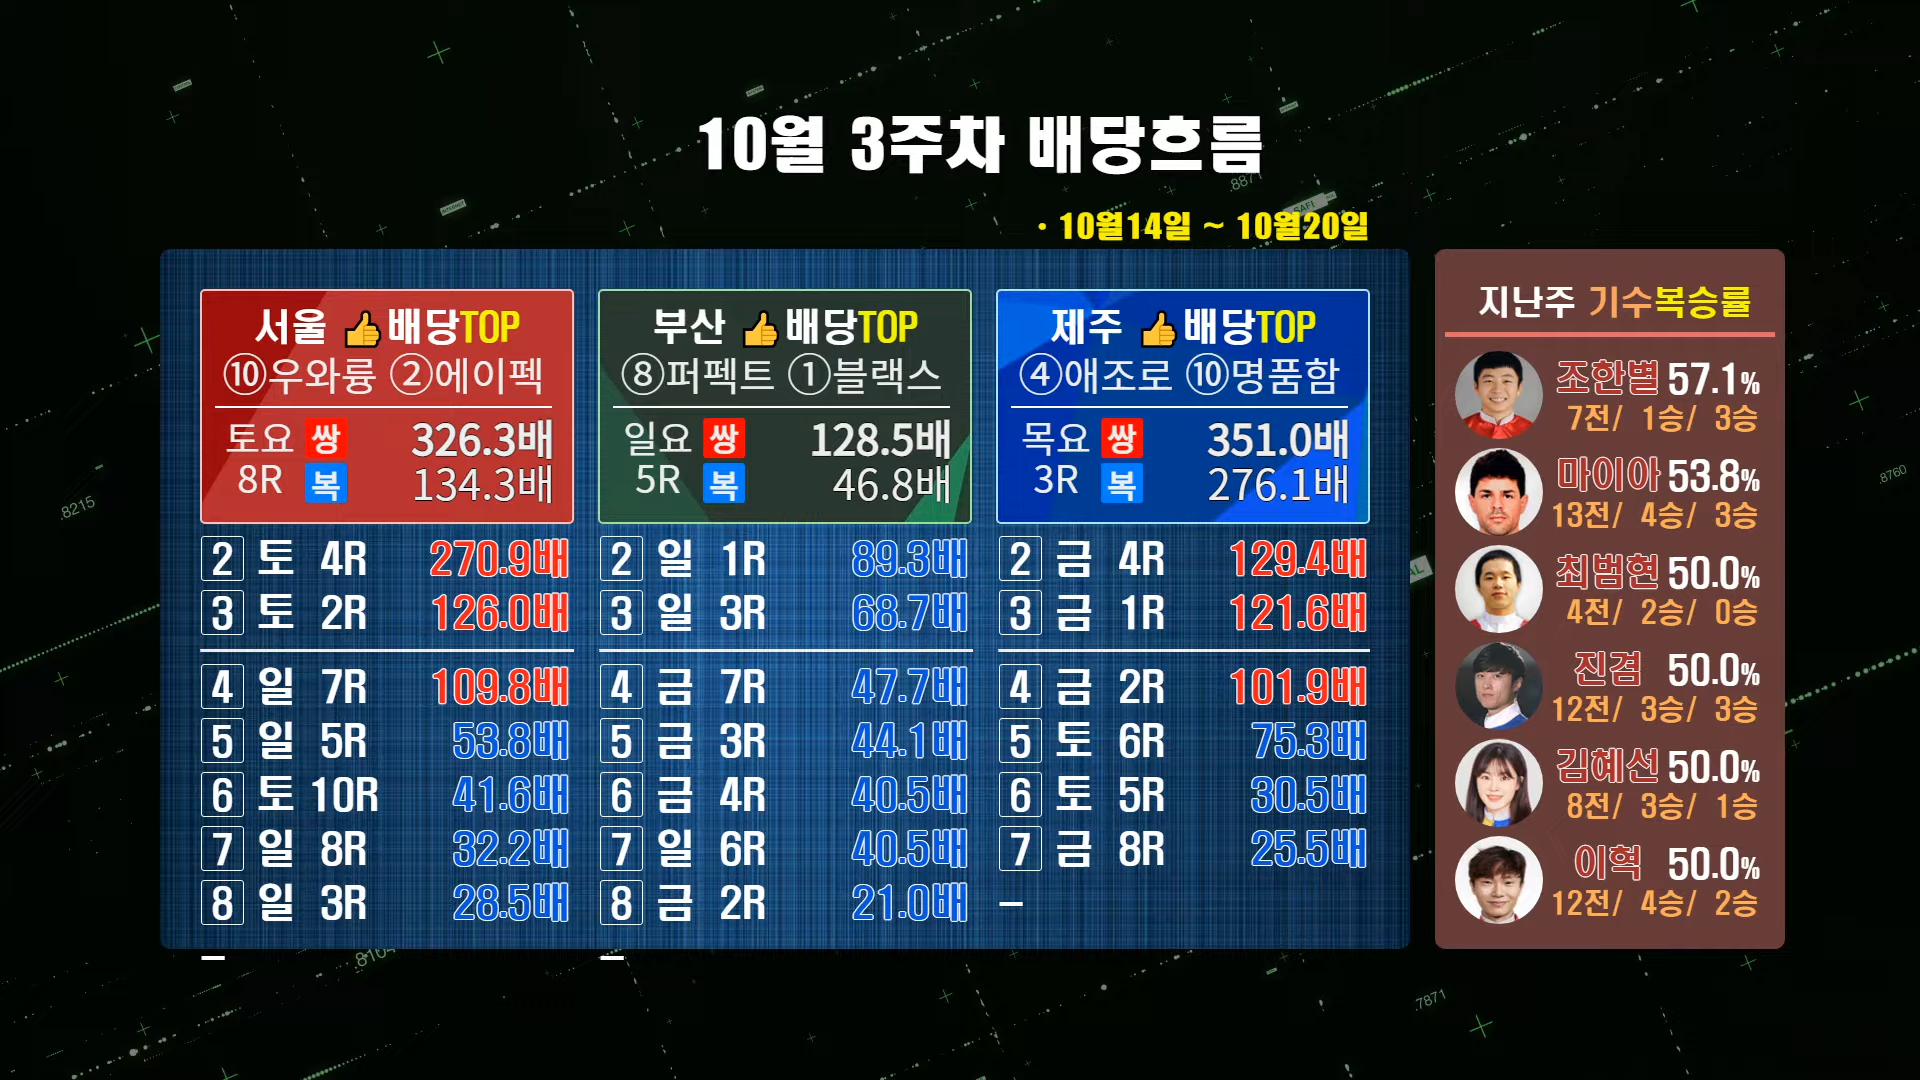 10월 3주차 배당흐름
· 10월14일 ~ 10월20일
서울 👍배당TOP
⑩우와륭 ②에이펙
토요 쌍 326.3배
8R 복 134.3배
2 토 4R 270.9배
3 토 2R 126.0배
4 일 7R 109.8배
5 일 5R 53.8배
6 토 10R 41.6배
7 일 8R 32.2배
8 일 3R 28.5배
–
부산 👍배당TOP
⑧퍼펙트 ①블랙스
일요 쌍 128.5배
5R 복 46.8배
2 일 1R 89.3배
3 일 3R 68.7배
4 금 7R 47.7배
5 금 3R 44.1배
6 금 4R 40.5배
7 일 6R 40.5배
8 금 2R 21.0배
–
제주 👍배당TOP
④애조로 ⑩명품함
목요 쌍 351.0배
3R 복 276.1배
2 금 4R 129.4배
3 금 1R 121.6배
4 금 2R 101.9배
5 토 6R 75.3배
6 토 5R 30.5배
7 금 8R 25.5배
–
지난주 기수복승률
조한별 57.1%
7전/ 1승/ 3승
마이아 53.8%
13전/ 4승/ 3승
최범현 50.0%
4전/ 2승/ 0승
진겸 50.0%
12전/ 3승/ 3승
김혜선 50.0%
8전/ 3승/ 1승
이혁 50.0%
12전/ 4승/ 2승
.8215
.8760
.7871